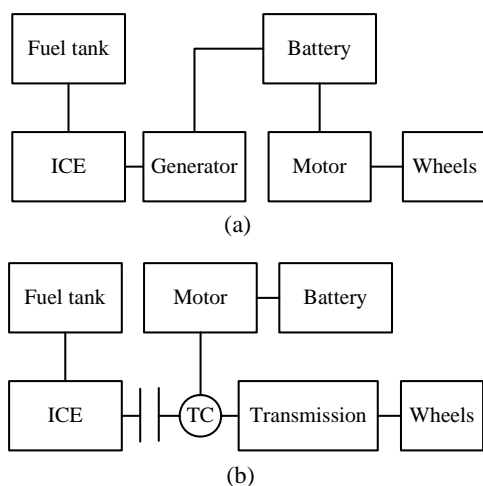 Fuel tank
Battery
ICE
Generator
Motor
Wheels
(a)
Fuel tank
Motor
Battery
ICE
TC
Transmission
Wheels
(b)